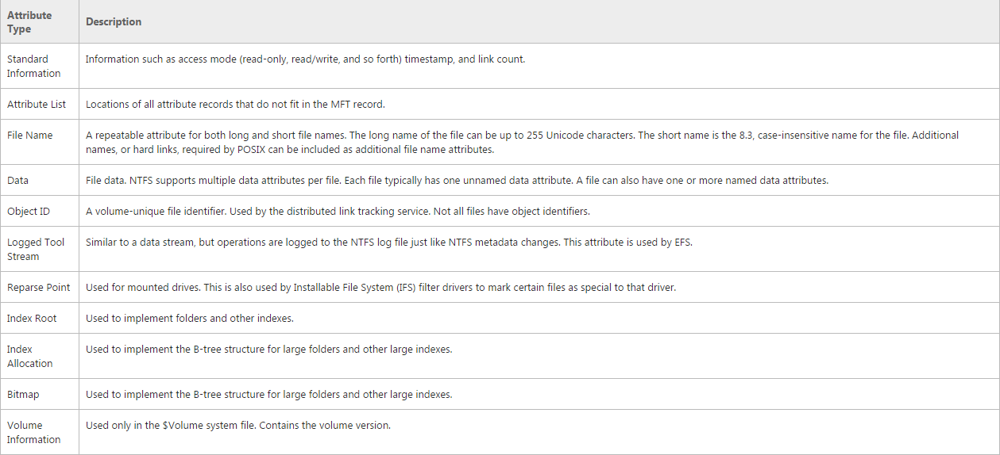 Attribute
Type
Description
Standard
Information
Information such as access mode (read-only, read/write, and so forth) timestamp, and link count.
Attribute List
Locations of all attribute records that do not fit in the MFT record.
File Name
A repeatable attribute for both long and short file names. The long name of the file can be up to 255 Unicode characters. The short name is the 8.3, case-insensitive name for the file. Additional
names, or hard links, required by POSIX can be included as additional file name attributes.
Data
File data. NTFS supports multiple data attributes per file. Each file typically has one unnamed data attribute. A file can also have one or more named data attributes.
Object ID
A volume-unique file identifier. Used by the distributed link tracking service. Not all files have object identifiers.
Logged Tool
Stream
Similar to a data stream, but operations are logged to the NTFS log file just like NTFS metadata changes. This attribute is used by EFS.
Reparse Point
Used for mounted drives. This is also used by Installable File System (IFS) filter drivers to mark certain files as special to that driver.
Index Root
Used to implement folders and other indexes.
Index
Allocation
Used to implement the B-tree structure for large folders and other large indexes.
Bitmap
Used to implement the B-tree structure for large folders and other large indexes.
Volume
Information
Used only in the $Volume system file. Contains the volume version.